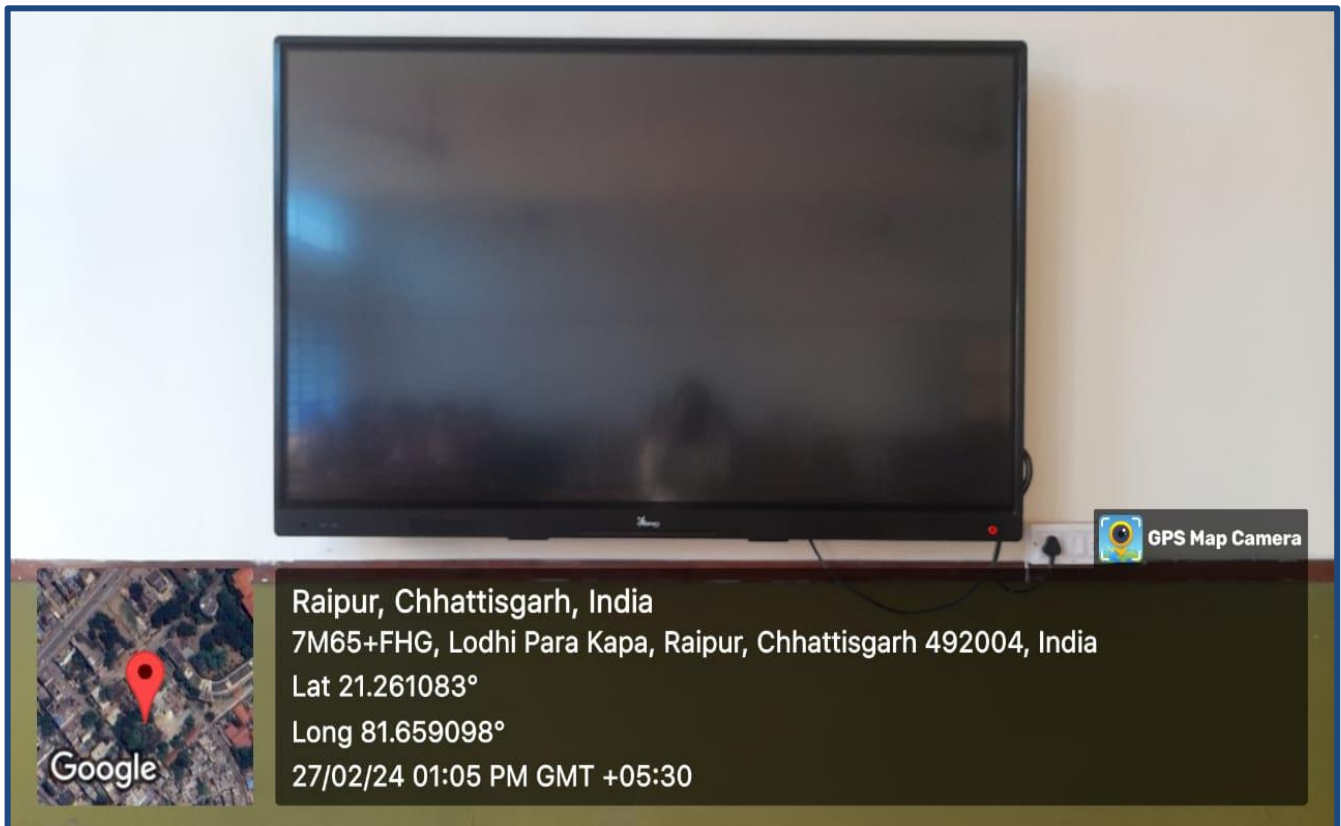 GPS Map Camera
Raipur, Chhattisgarh, India
7M65+FHG, Lodhi Para Kapa, Raipur, Chhattisgarh 492004, India
Lat 21.261083°
Long 81.659098°
27/02/24 01:05 PM GMT +05:30
Google